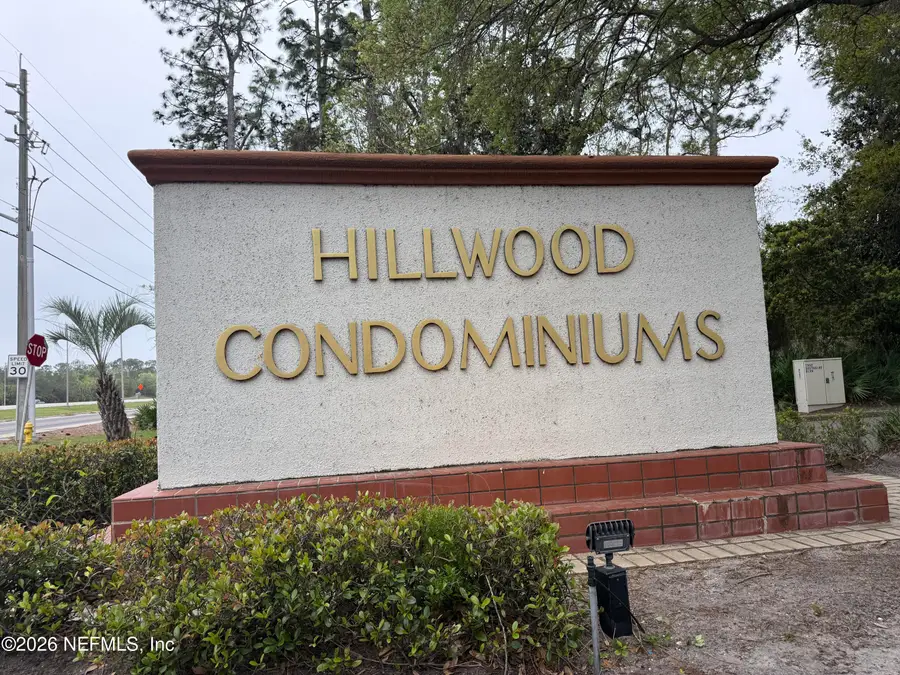 HILLWOOD
CONDOMINIUMS
STOP
SPEED
LIMIT
30
©2026 NEFMLS, Inc